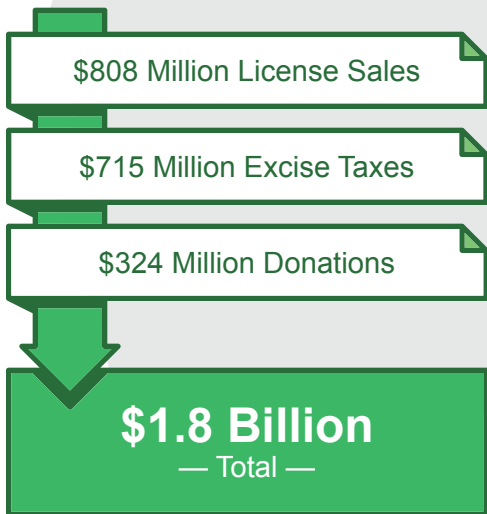 $808 Million License Sales
$715 Million Excise Taxes
$324 Million Donations
$1.8 Billion
— Total —